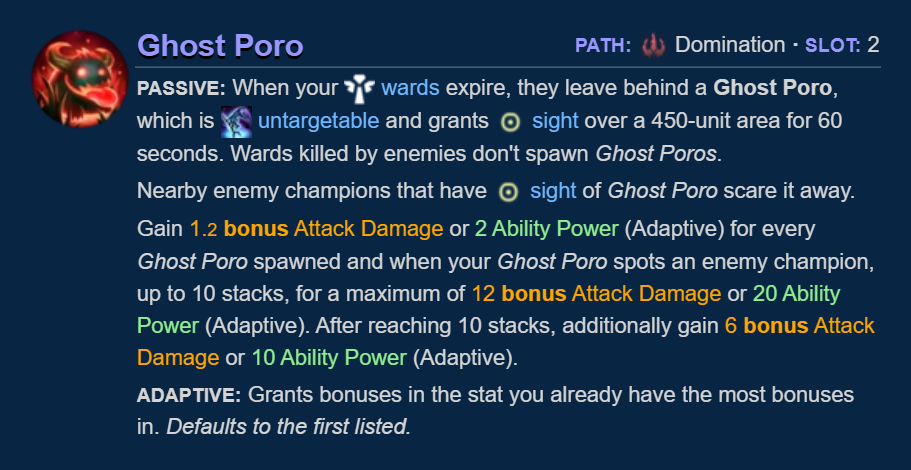 Ghost Poro PATH: Domination · SLOT: 2
PASSIVE: When your wards expire, they leave behind a Ghost Poro,
which is untargetable and grants sight over a 450-unit area for 60
seconds. Wards killed by enemies don't spawn Ghost Poros.
Nearby enemy champions that have sight of Ghost Poro scare it away.
Gain 1.2 bonus Attack Damage or 2 Ability Power (Adaptive) for every
Ghost Poro spawned and when your Ghost Poro spots an enemy champion,
up to 10 stacks, for a maximum of 12 bonus Attack Damage or 20 Ability
Power (Adaptive). After reaching 10 stacks, additionally gain 6 bonus Attack
Damage or 10 Ability Power (Adaptive).
ADAPTIVE: Grants bonuses in the stat you already have the most bonuses
in. Defaults to the first listed.